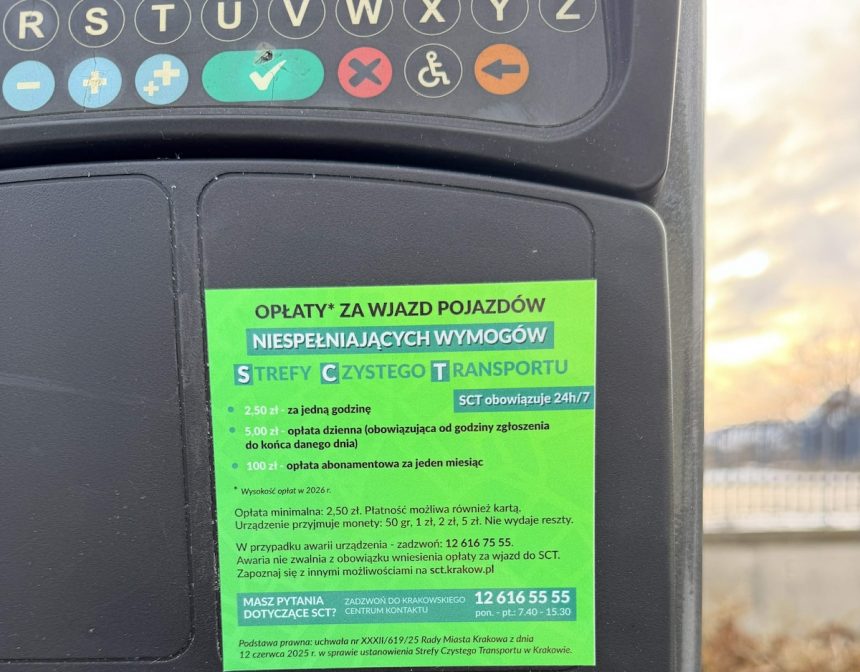 R S T U V W X Y Z
OPŁATY* ZA WJAZD POJAZDÓW
NIESPEŁNIAJĄCYCH WYMOGÓW
STREFY CZYSTEGO TRANSPORTU
SCT obowiązuje 24h/7
• 2,50 zł - za jedną godzinę
• 5,00 zł - opłata dzienna (obowiązująca od godziny zgłoszenia
do końca danego dnia)
• 100 zł - opłata abonamentowa za jeden miesiąc
* Wysokość opłat w 2026 r.
Opłata minimalna: 2,50 zł. Płatność możliwa również kartą.
Urządzenie przyjmuje monety: 50 gr, 1 zł, 2 zł, 5 zł. Nie wydaje reszty.
W przypadku awarii urządzenia - zadzwoń: 12 616 75 55.
Awaria nie zwalnia z obowiązku wniesienia opłaty za wjazd do SCT.
Zapoznaj się z innymi możliwościami na sct.krakow.pl
MASZ PYTANIA
DOTYCZĄCE SCT?
ZADZWOŃ DO KRAKOWSKIEGO
CENTRUM KONTAKTU
12 616 55 55
pon. - pt.: 7.40 - 15.30
Podstawa prawna: uchwała nr XXXII/619/25 Rady Miasta Krakowa z dnia
12 czerwca 2025 r. w sprawie ustanowienia Strefy Czystego Transportu w Krakowie.